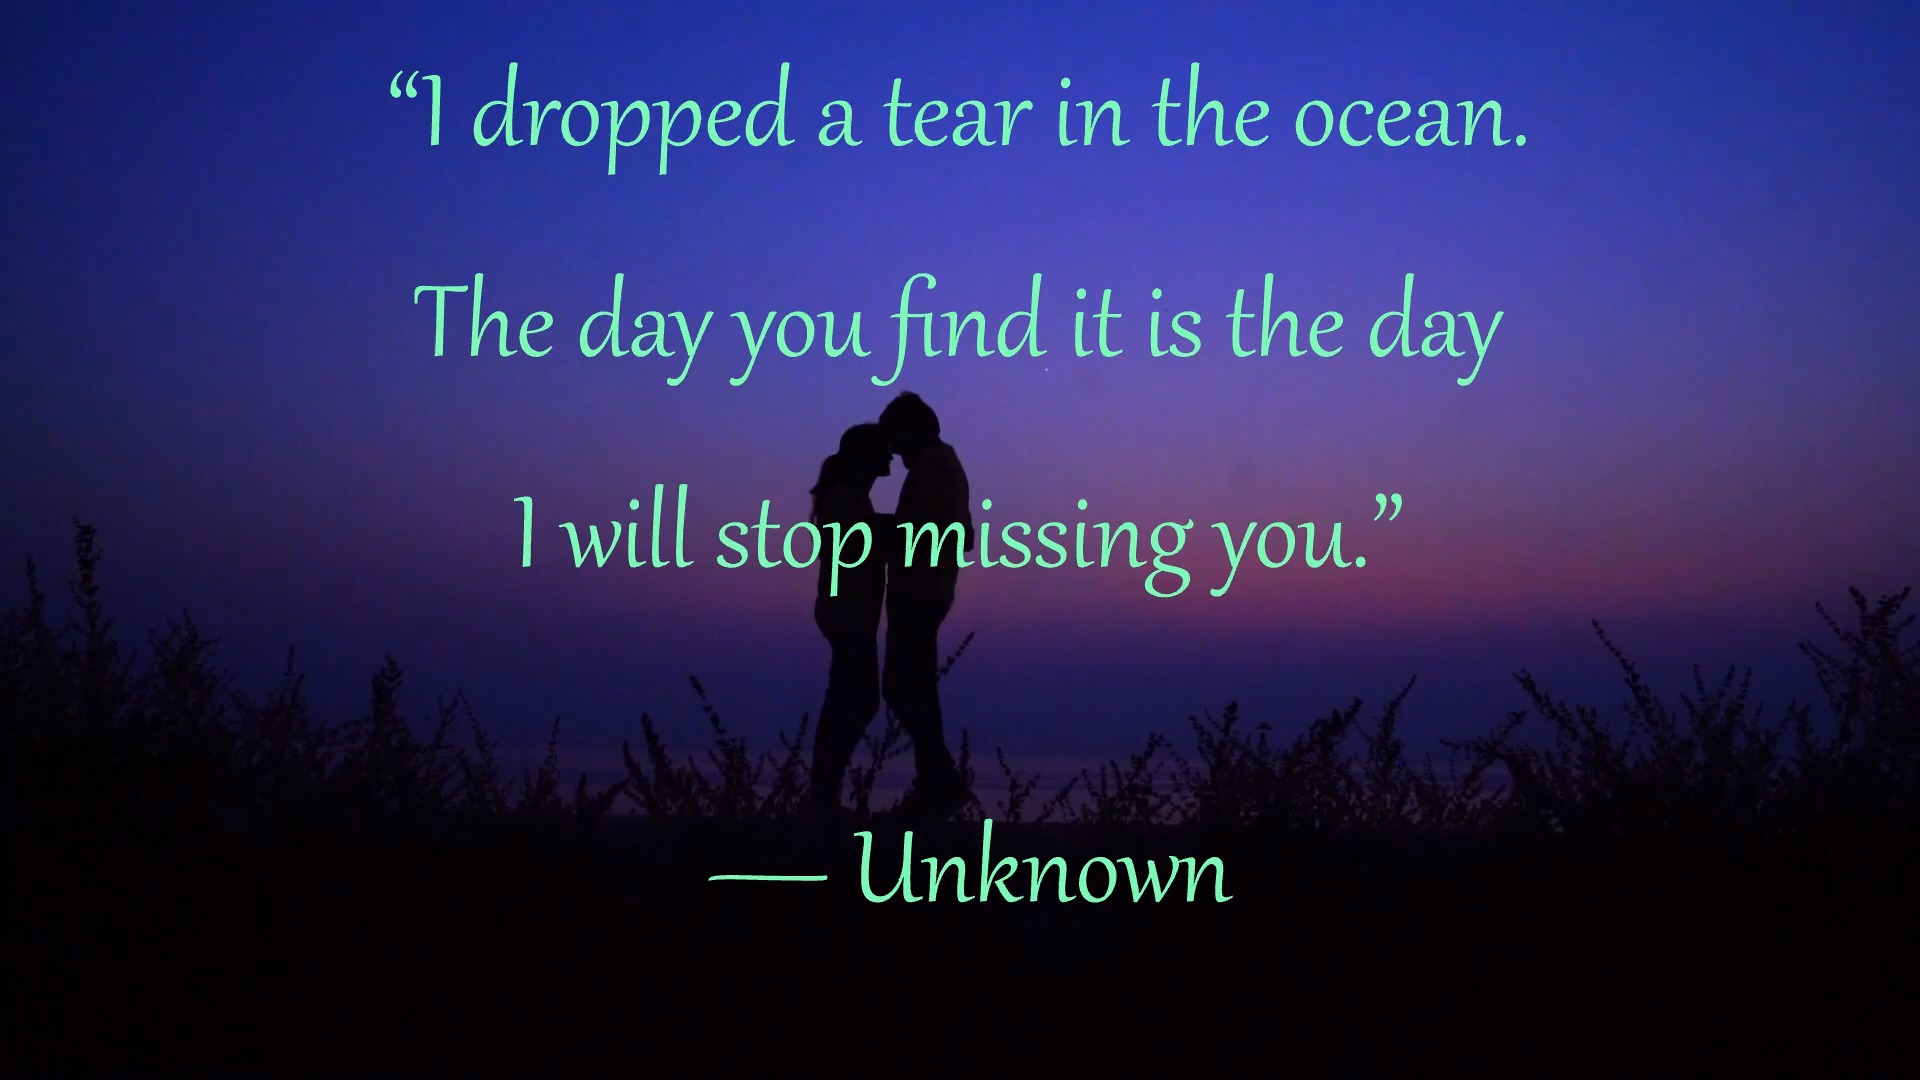 “I dropped a tear in the ocean.
The day you find it is the day
I will stop missing you.”
— Unknown